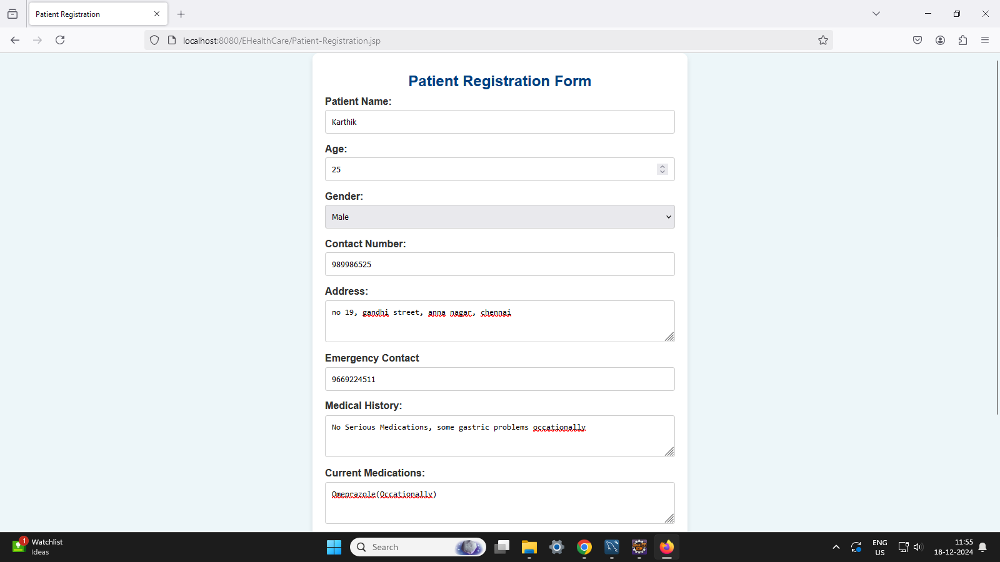 Patient Registration
localhost:8080/EHealthCare/Patient-Registration.jsp
Patient Registration Form
Patient Name:
Karthik
Age:
25
Gender:
Male
Contact Number:
989986525
Address:
no 19, gandhi street, anna nagar, chennai
Emergency Contact
9669224511
Medical History:
No Serious Medications, some gastric problems occationally
Current Medications:
Omeprazole(Occationally)
1
Watchlist
Ideas
Search
ENG
US
11:55
18-12-2024